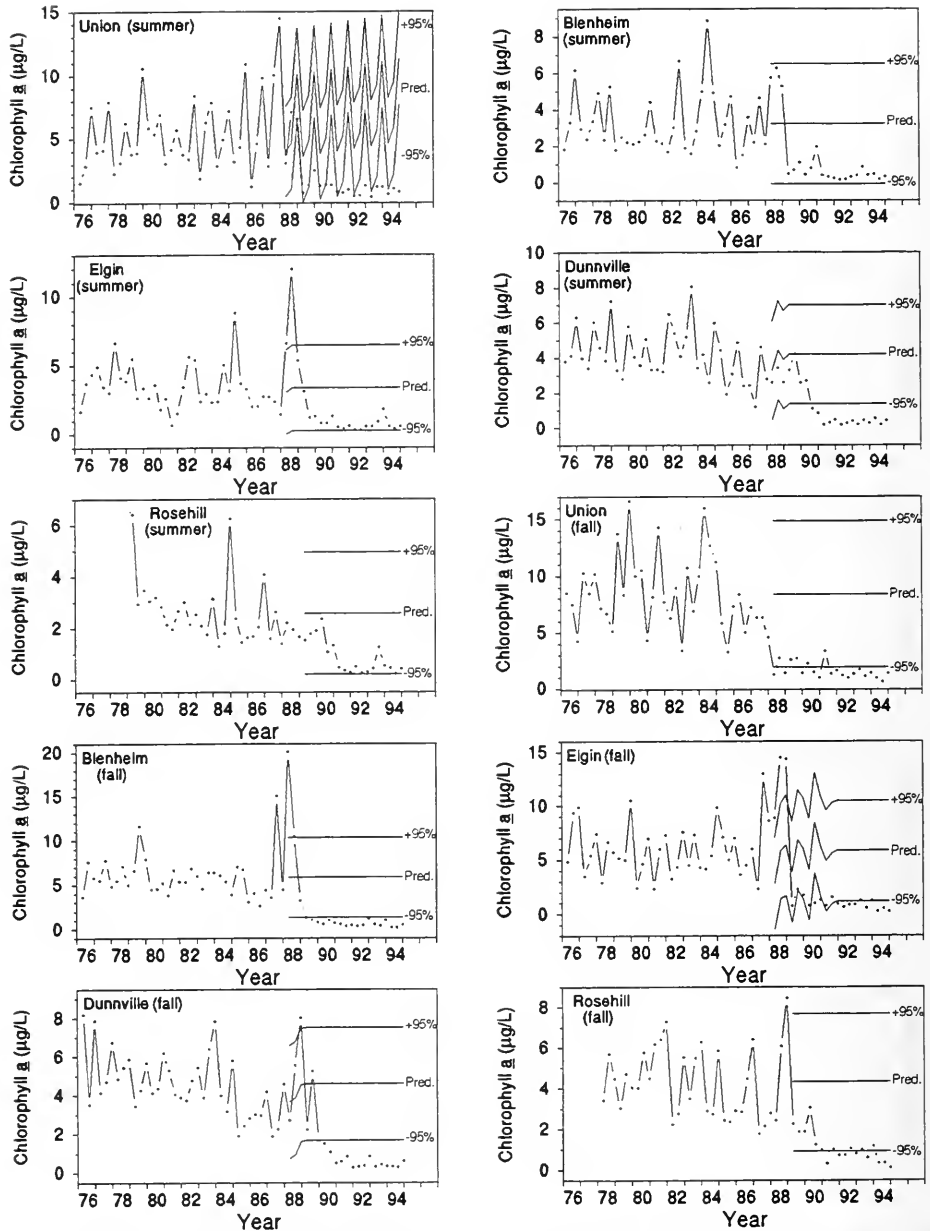 Union (summer)
Chlorophyll a (µg/L)
15
10
5
0
+95%
Pred.
-95%
76 78 80 82 84 86 88 90 92 94
Year
Blenheim
(summer)
Chlorophyll a (µg/L)
8
6
4
2
0
+95%
Pred.
-95%
76 78 80 82 84 86 88 90 92 94
Year
Elgin
(summer)
Chlorophyll a (µg/L)
10
5
0
+95%
Pred.
-95%
76 78 80 82 84 86 88 90 92 94
Year
Dunnville
(summer)
Chlorophyll a (µg/L)
10
8
6
4
2
0
+95%
Pred.
-95%
76 78 80 82 84 86 88 90 92 94
Year
Rosehill
(summer)
Chlorophyll a (µg/L)
6
4
2
0
+95%
Pred.
-95%
76 78 80 82 84 86 88 90 92 94
Year
Union
(fall)
Chlorophyll a (µg/L)
15
10
5
0
+95%
Pred.
-95%
76 78 80 82 84 86 88 90 92 94
Year
Blenheim
(fall)
Chlorophyll a (µg/L)
20
15
10
5
0
+95%
Pred.
-95%
76 78 80 82 84 86 88 90 92 94
Year
Elgin (fall)
Chlorophyll a (µg/L)
15
10
5
0
+95%
Pred.
-95%
76 78 80 82 84 86 88 90 92 94
Year
Dunnville (fall)
Chlorophyll a (µg/L)
8
6
4
2
0
+95%
Pred.
-95%
76 78 80 82 84 86 88 90 92 94
Year
Rosehill
(fall)
Chlorophyll a (µg/L)
8
6
4
2
0
+95%
Pred.
-95%
76 78 80 82 84 86 88 90 92 94
Year